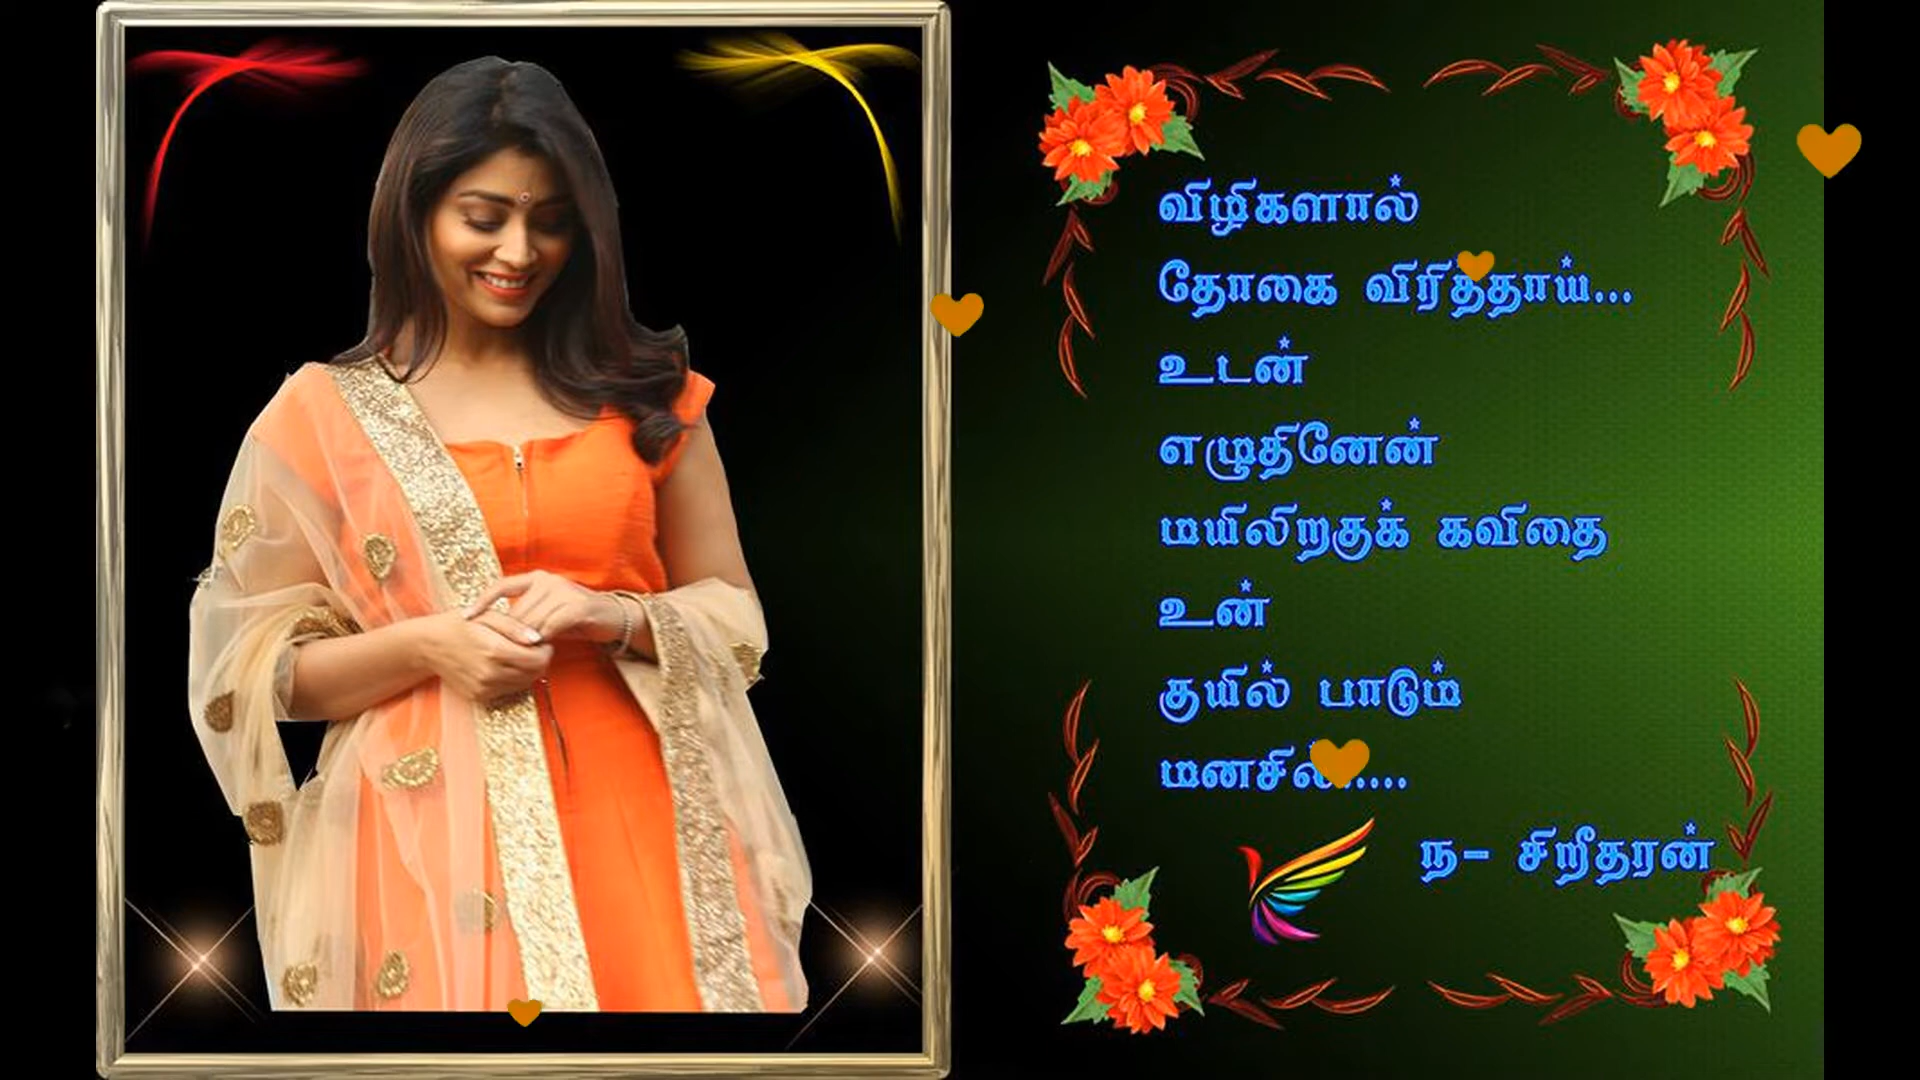 விழிகளால்
தோகை விரித்தாய்...
உடன்
எழுதினேன்
மயிலிறகுக் கவிதை
உன்
குயில் பாடும்
மனசில்.....
ந- சிறீதரன்